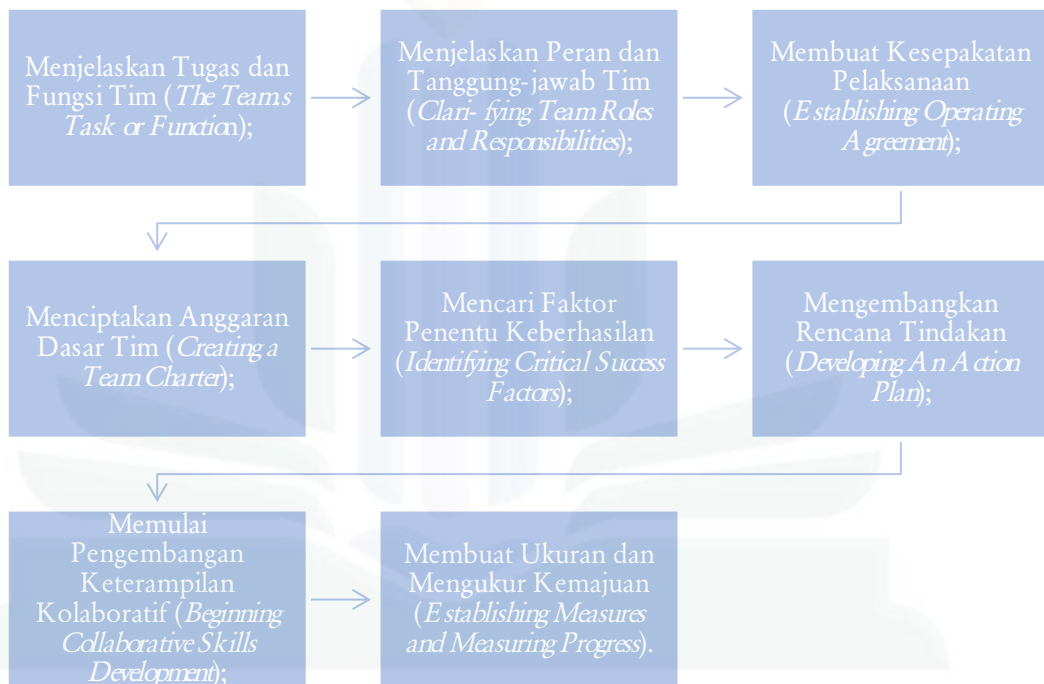 Menjelaskan Tugas dan
Fungsi Tim (The Teams
Task or Function);
Menjelaskan Peran dan
Tanggung-jawab Tim
(Clari- fying Team Roles
and Responsibilities);
Membuat Kesepakatan
Pelaksanaan
(Establishing Operating
Agreement);
Menciptakan Anggaran
Dasar Tim (Creating a
Team Charter);
Mencari Faktor
Penentu Keberhasilan
(Identifying Critical Success
Factors);
Mengembangkan
Rencana Tindakan
(Developing An Action
Plan);
Memulai
Pengembangan
Keterampilan
Kolaboratif (Beginning
Collaborative Skills
Development);
Membuat Ukuran dan
Mengukur Kemajuan
(Establishing Measures
and Measuring Progress).